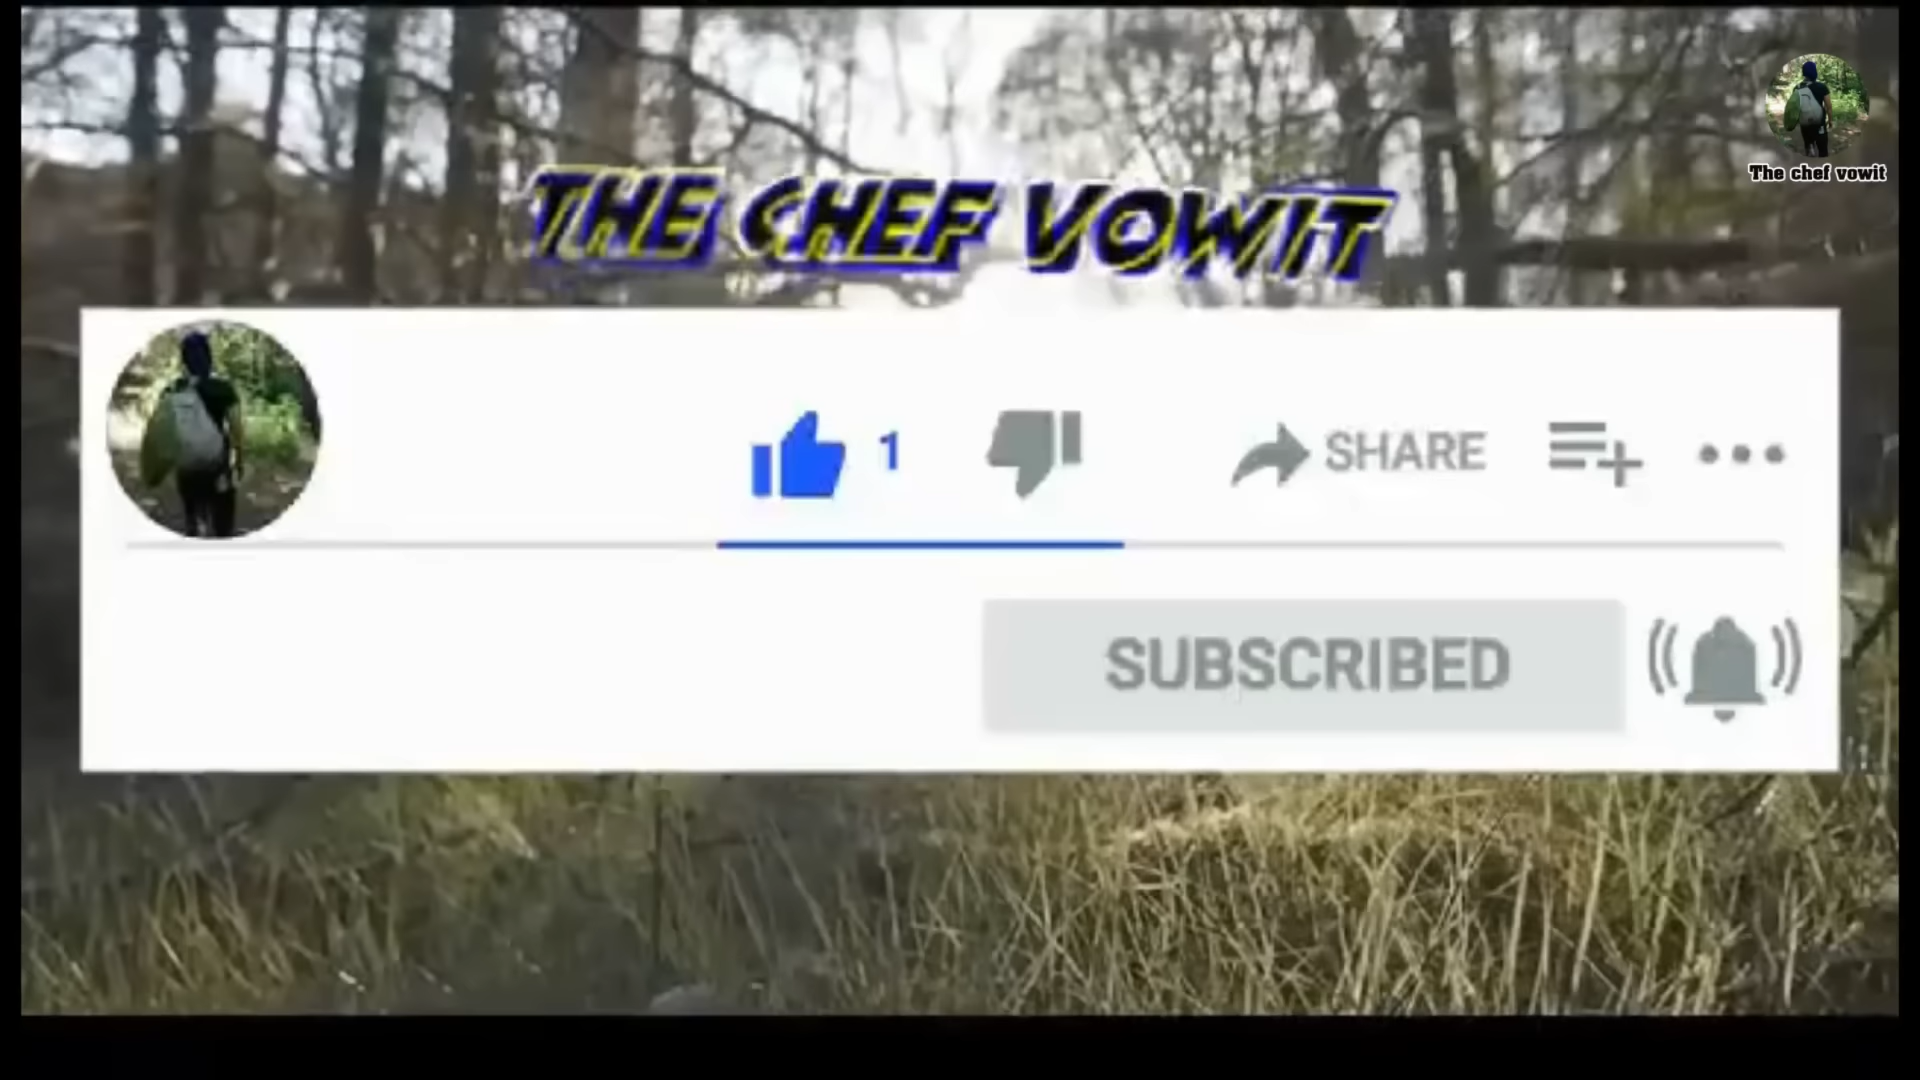 The chef vowit
THE CHEF VOWIT
1
SHARE
SUBSCRIBED